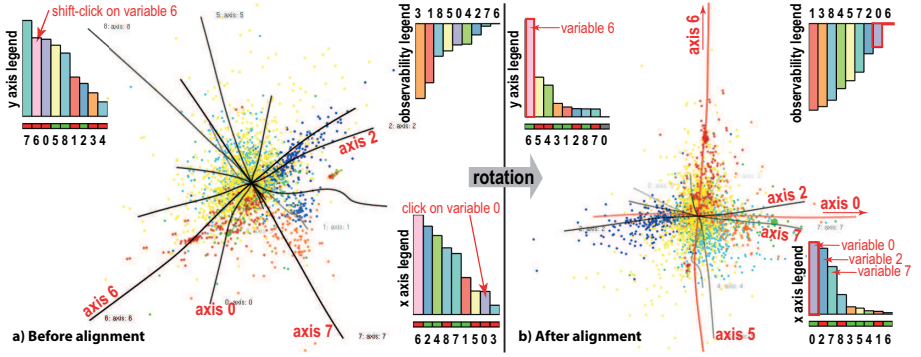 shift-click on variable 6
y axis legend
7 6 0 5 8 1 2 3 4
8: axis: 8
5: axis: 5
observability legend
3 1 8 5 0 4 2 7 6
2: axis: 2
axis 2
1: axis: 1
click on variable 0
x axis legend
6 2 4 8 7 1 5 0 3
axis 6
6: axis: 6
axis 0
0: axis: 0
axis 7
7: axis: 7
a) Before alignment
rotation
y axis legend
variable 6
6 5 4 3 1 2 8 7 0
axis 6
observability legend
1 3 8 4 5 7 2 0 6
axis 2
axis 0
axis 7
7: axis: 7
axis 5
x axis legend
variable 0
variable 2
variable 7
0 2 7 8 3 5 4 1 6
b) After alignment